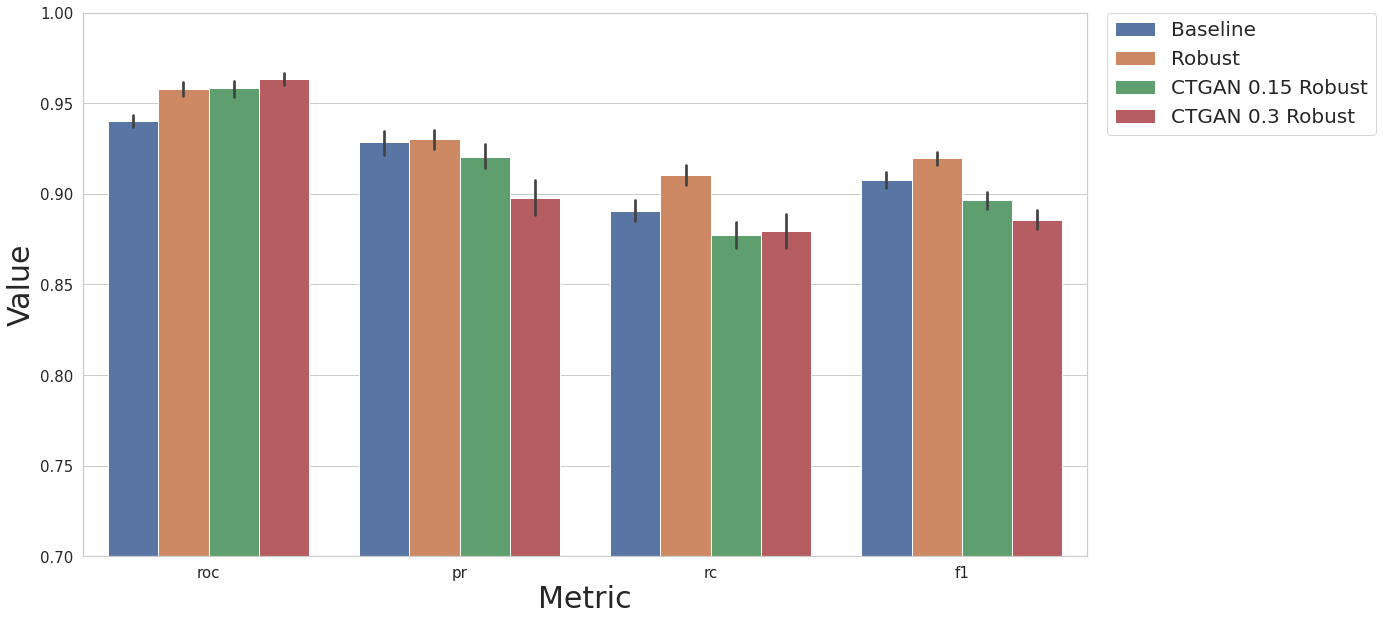 1.00
0.95
0.90
0.85
0.80
0.75
0.70
Value
roc
pr
rc
f1
Metric
Baseline
Robust
CTGAN 0.15 Robust
CTGAN 0.3 Robust